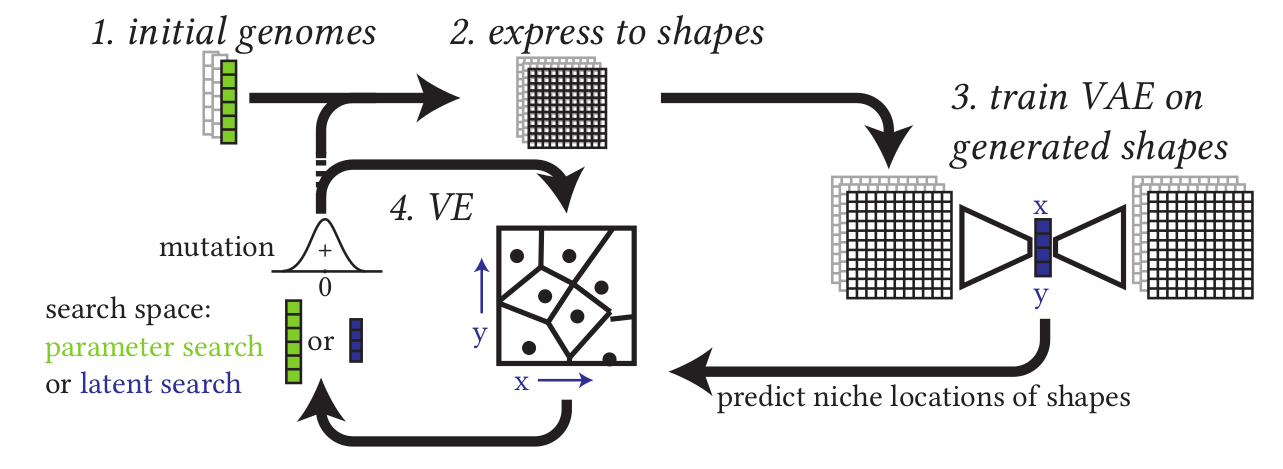 1. initial genomes
2. express to shapes
3. train VAE on
generated shapes
4. VE
mutation
+
0
search space:
parameter search
or latent search
or
y
x
x
y
predict niche locations of shapes